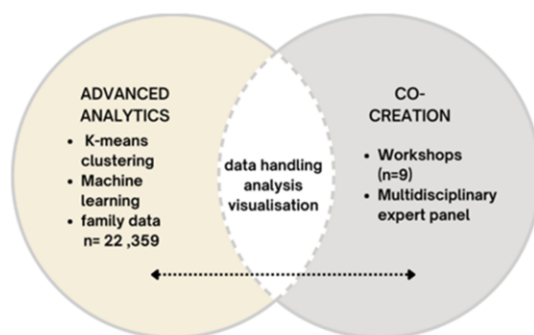 ADVANCED
ANALYTICS
• K-means
clustering
• Machine
learning
• family data
n= 22 ,359
data handling
analysis
visualisation
CO-
CREATION
• Workshops
(n=9)
• Multidisciplinary
expert panel